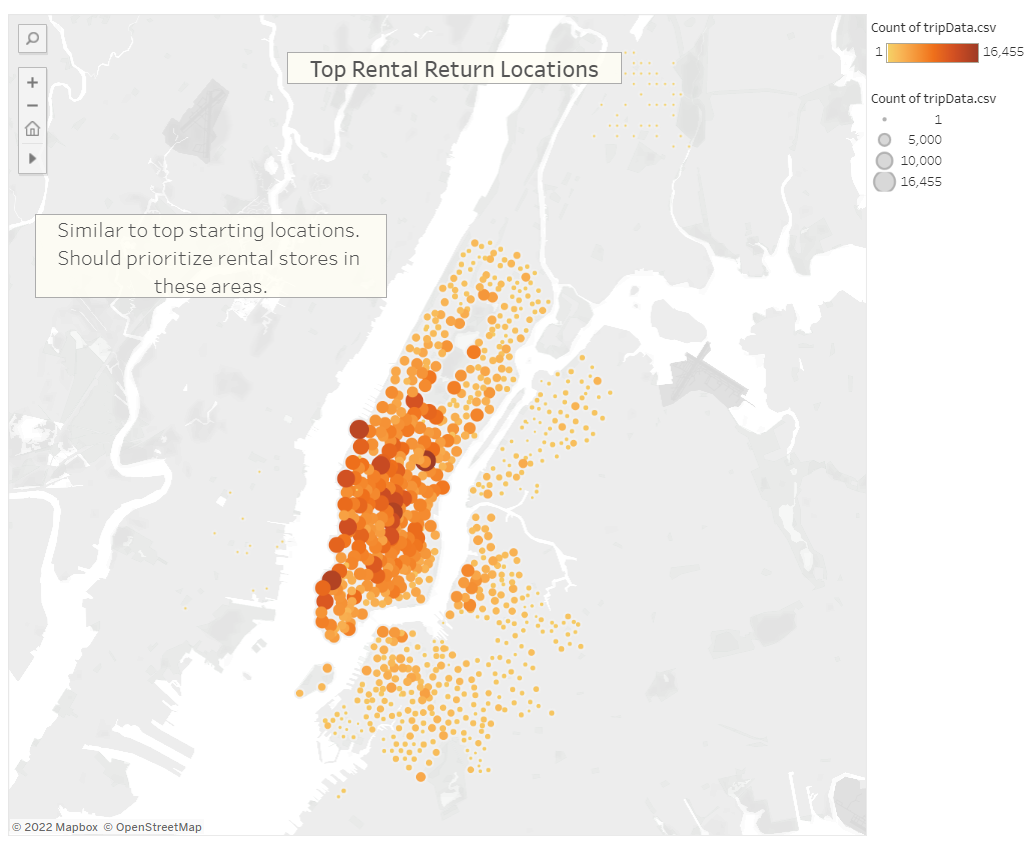 Top Rental Return Locations
Similar to top starting locations.
Should prioritize rental stores in
these areas.
Count of tripData.csv
1 16,455
Count of tripData.csv
1
5,000
10,000
16,455
© 2022 Mapbox © OpenStreetMap